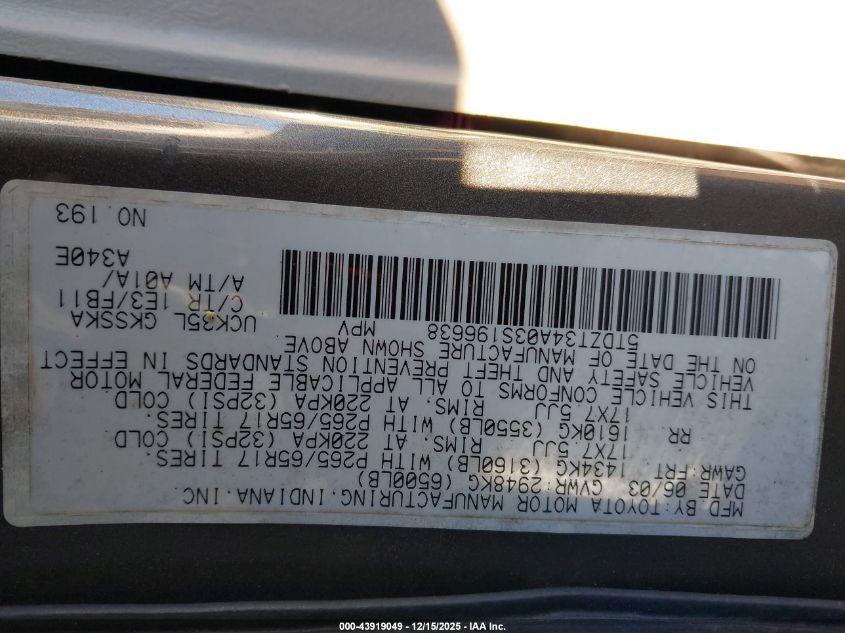 MFD BY:TOYOTA MOTOR MANUFACTURING.INDIANA.INC
DATE 06/03 GVWR:2948KG (6500LB)
GAWR:FRT 1434KG (3160LB) WITH P265/65R17 TIRES.
17X7.5JJ RIMS AT 220KPA (32PSI) COLD
RR 1610KG (3550LB) WITH P265/65R17 TIRES.
17X7.5JJ RIMS AT 220KPA (32PSI) COLD
THIS VEHICLE CONFORMS TO ALL APPLICABLE FEDERAL MOTOR
VEHICLE SAFETY AND THEFT PREVENTION STANDARDS IN EFFECT
ON THE DATE OF MANUFACTURE SHOWN ABOVE
5TDZT34A03S196638 MPV
UCK35L GKSSKA
C/TR 1E3/FB11
A/TM A01A/
A340E
NO.193
000-43919049 - 12/15/2025 - IAA Inc.